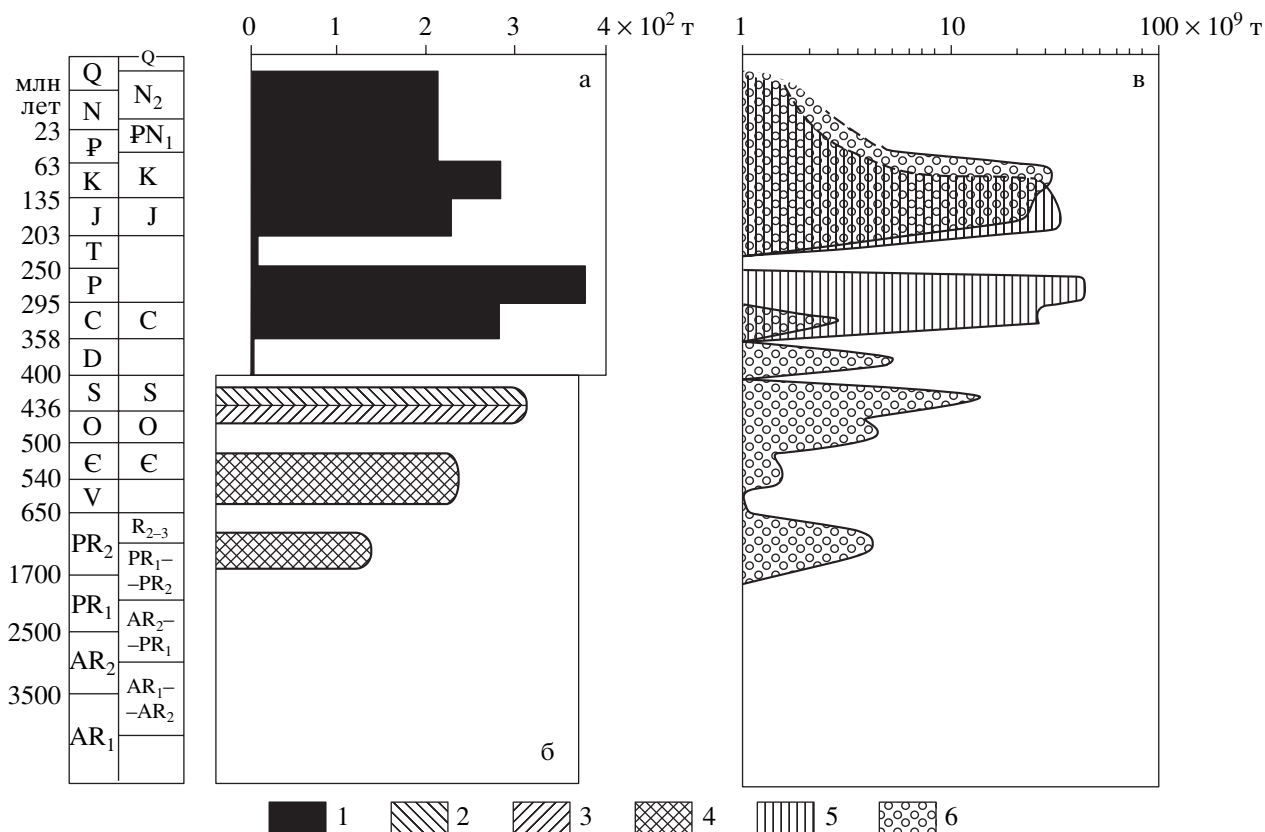 0 1 2 3 4 × 10² т
1 10 100 × 10⁹ т
а
в
млн
лет
23
63
135
203
250
295
358
400
436
500
540
650
1700
2500
3500
Q
N
₽
K
J
T
P
C
D
S
O
Є
V
PR₂
PR₁
AR₂
AR₁
Q
N₂
₽N₁
K
J
C
S
O
Є
R₂₋₃
PR₁–
–PR₂
AR₂–
–PR₁
AR₁–
–AR₂
б
1 2 3 4 5 6